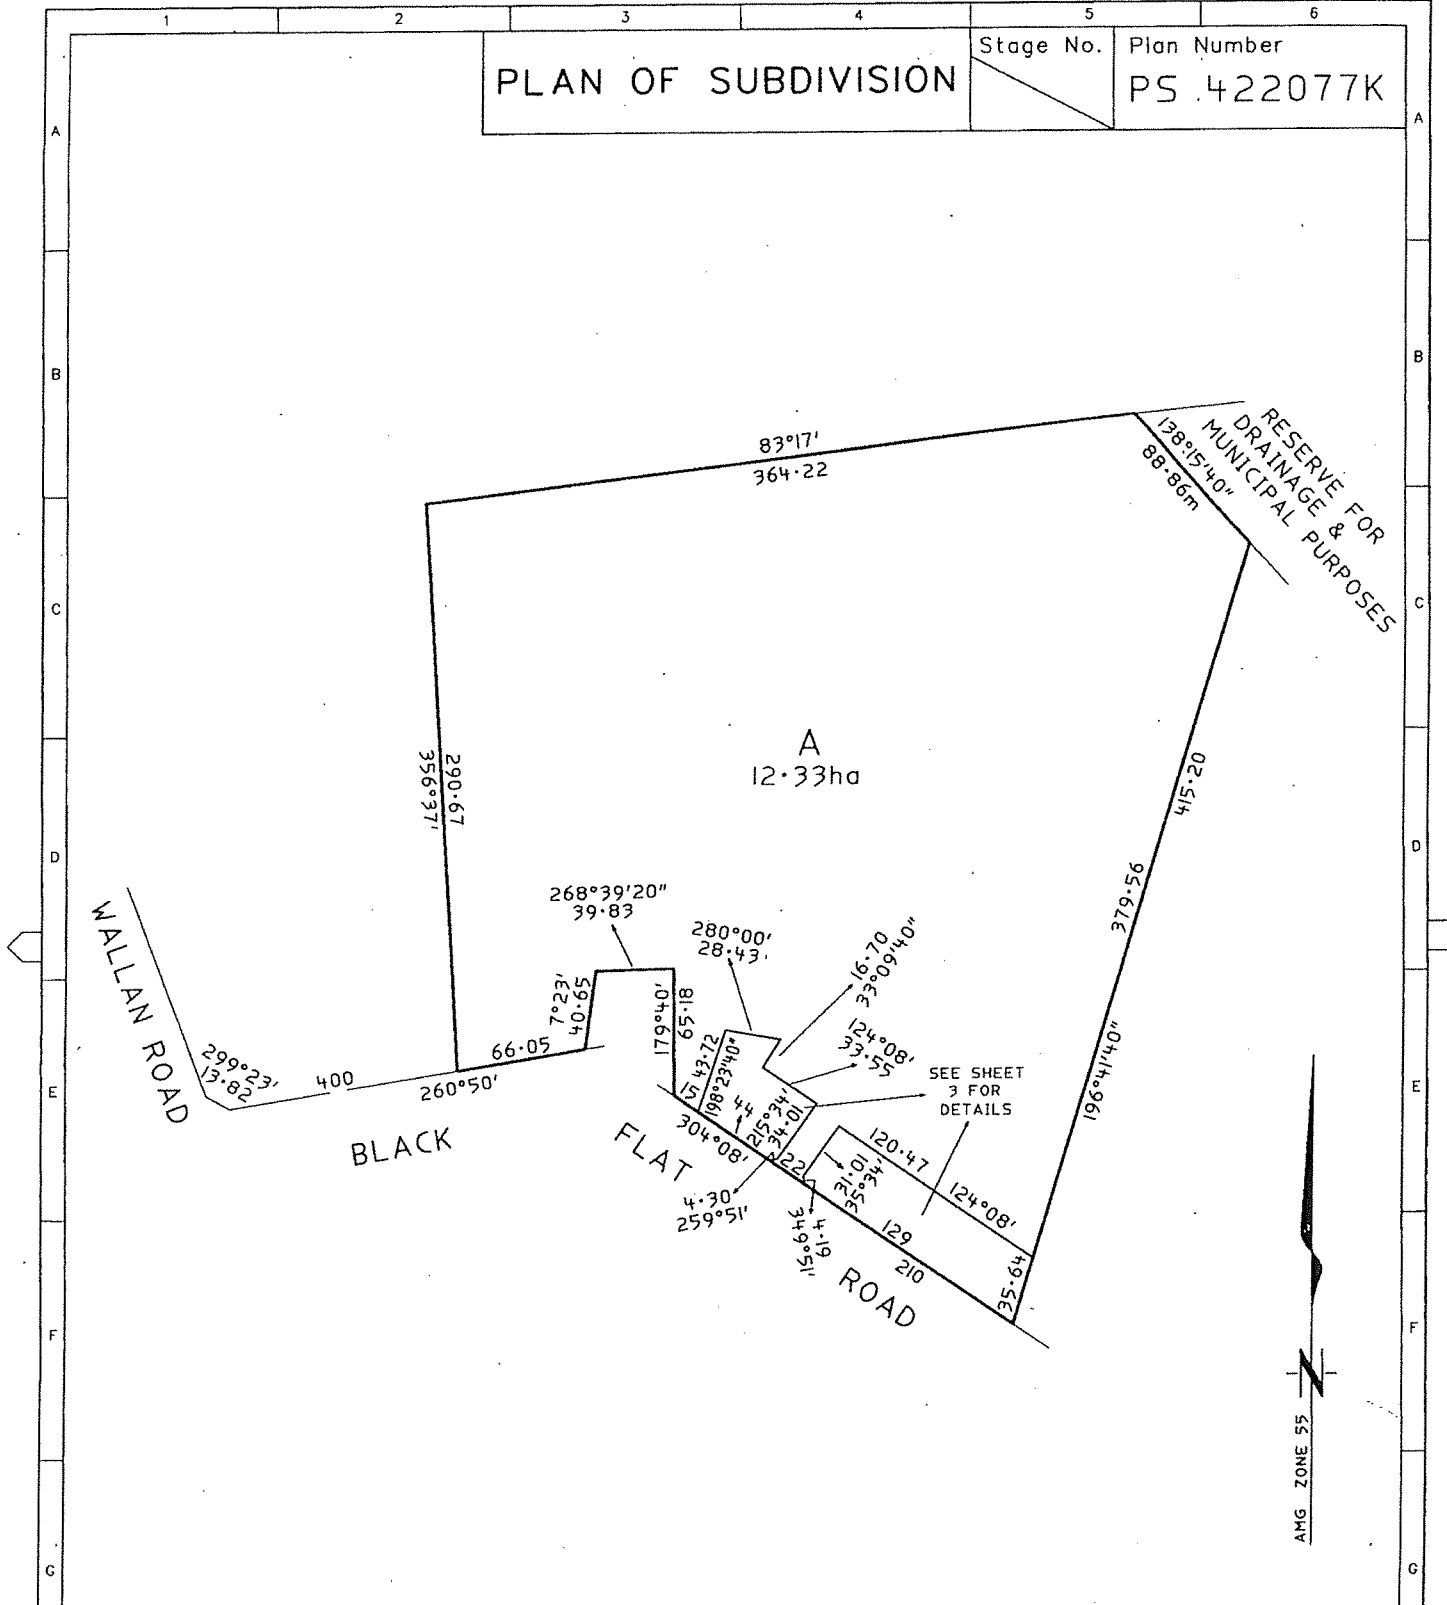 1 2 3 4 5 6
PLAN OF SUBDIVISION
Stage No.
Plan Number
PS 422077K
A
A
B
B
C
C
D
D
E
E
F
F
G
G
83°17'
364·22
138°15'40"
88·86m
RESERVE FOR
DRAINAGE &
MUNICIPAL PURPOSES
A
12·33ha
290·67
356°37'
415·20
379·56
196°41'40"
268°39'20"
39·83
280°00'
28·43
16·70
33°09'40"
124°08'
33·55
7°23'
40·65
179°40'
65·18
WALLAN ROAD
299°23'
13·82
400
66·05
260°50'
BLACK
FLAT
ROAD
15
43·72
198°23'40"
44
215°34'
34·01
304°08'
22
4·30
259°51'
SEE SHEET
3 FOR
DETAILS
120·47
124°08'
31·01
35°34'
4·19
349°51'
129
210
35·64
N
AMG ZONE 55